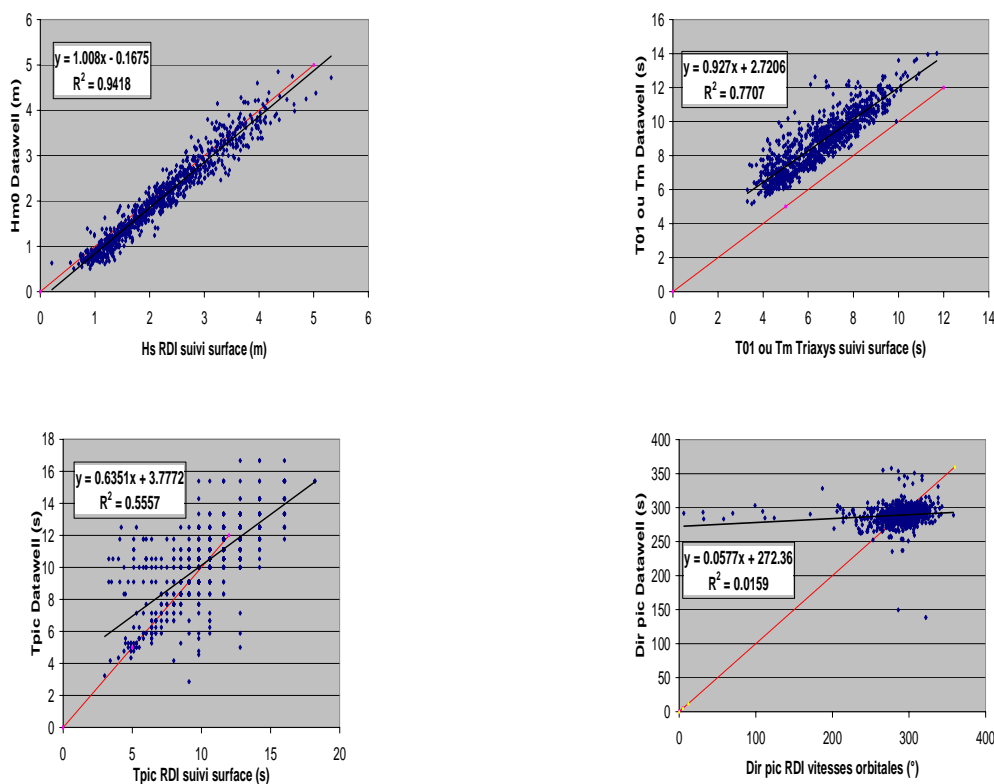 6
5
4
3
2
1
0
Hm0 Datawell (m)
y = 1.008x - 0.1675
R² = 0.9418
0 1 2 3 4 5 6
Hs RDI suivi surface (m)
16
14
12
10
8
6
4
2
0
T01 ou Tm Datawell (s)
y = 0.927x + 2.7206
R² = 0.7707
0 2 4 6 8 10 12 14
T01 ou Tm Triaxys suivi surface (s)
18
16
14
12
10
8
6
4
2
0
Tpic Datawell (s)
y = 0.6351x + 3.7772
R² = 0.5557
0 5 10 15 20
Tpic RDI suivi surface (s)
400
350
300
250
200
150
100
50
0
Dir pic Datawell (s)
y = 0.0577x + 272.36
R² = 0.0159
0 100 200 300 400
Dir pic RDI vitesses orbitales (°)